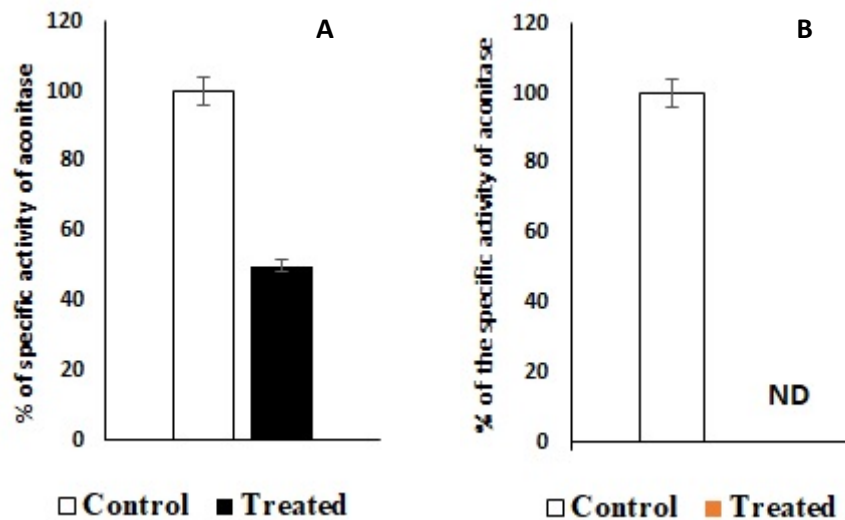 A
% of specific activity of aconitase
120
100
80
60
40
20
0
Control Treated
B
% of the specific activity of aconitase
120
100
80
60
40
20
0
ND
Control Treated